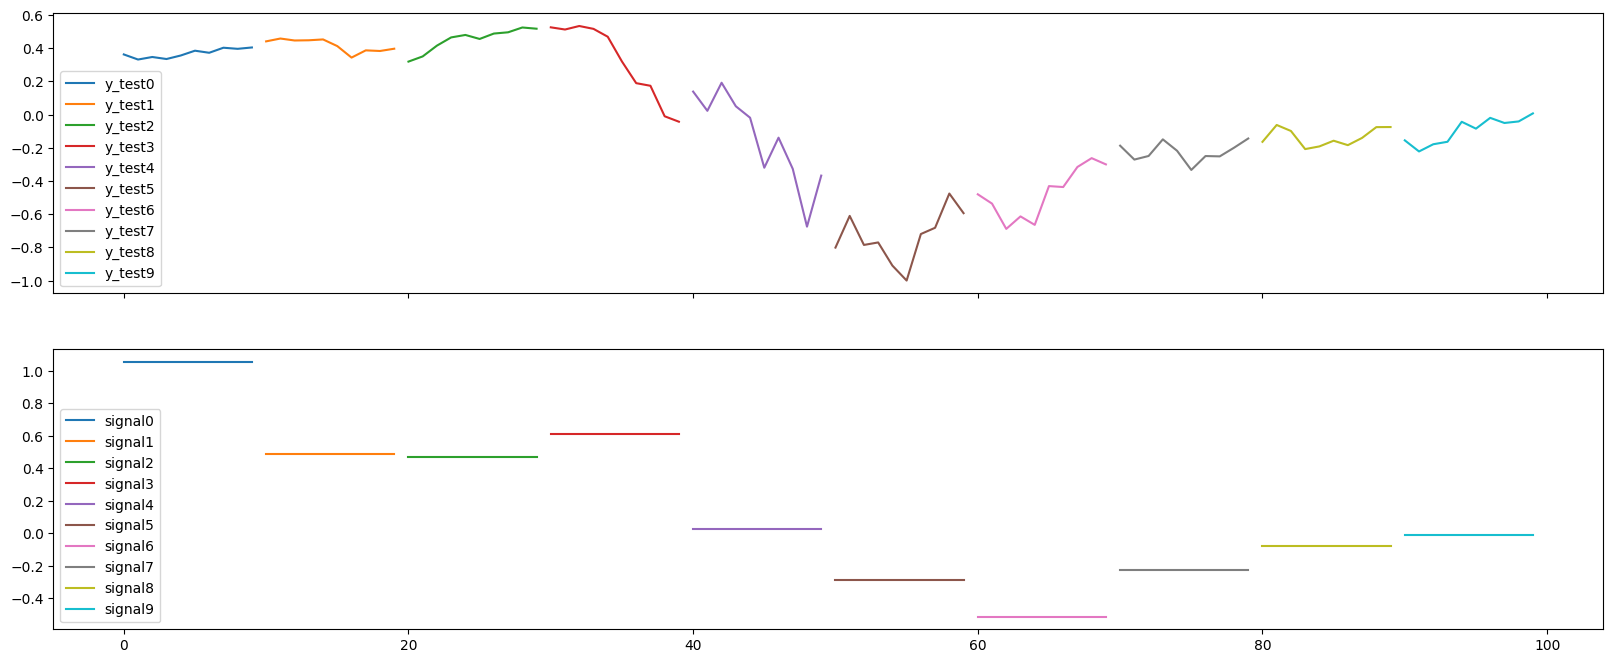 0.6
0.4
0.2
0.0
−0.2
−0.4
−0.6
−0.8
−1.0
y_test0
y_test1
y_test2
y_test3
y_test4
y_test5
y_test6
y_test7
y_test8
y_test9
1.0
0.8
0.6
0.4
0.2
0.0
−0.2
−0.4
signal0
signal1
signal2
signal3
signal4
signal5
signal6
signal7
signal8
signal9
0 20 40 60 80 100